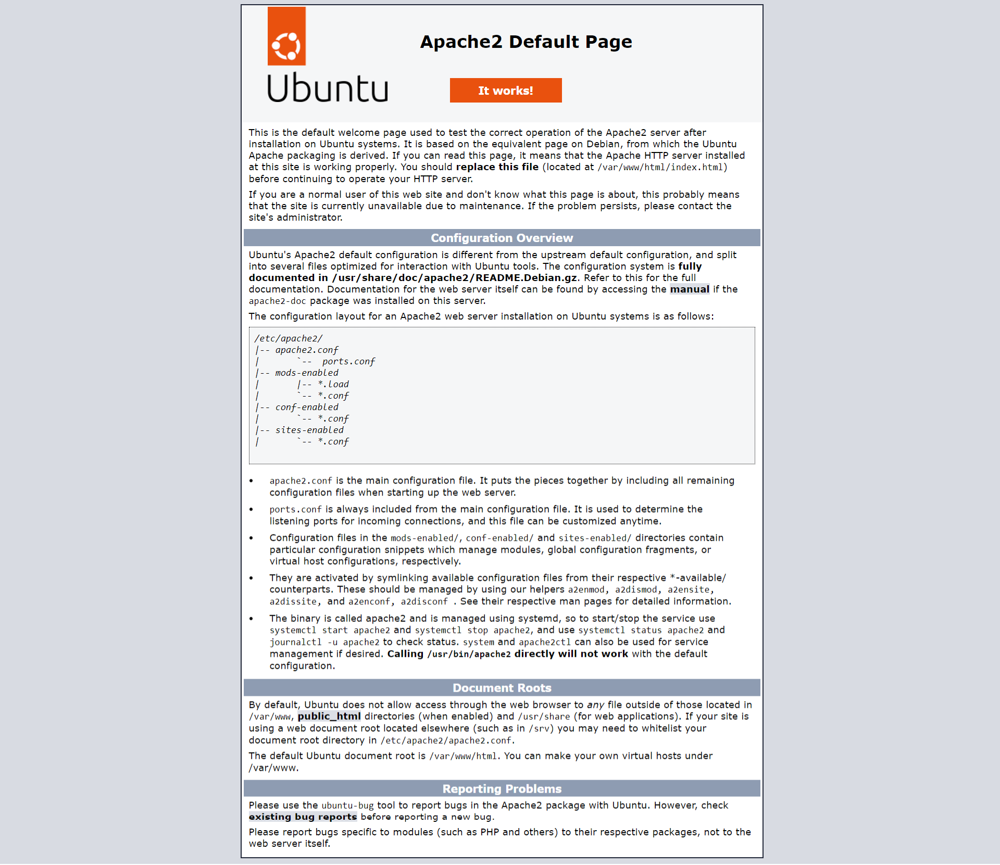 Apache2 Default Page
Ubuntu
It works!
This is the default welcome page used to test the correct operation of the Apache2 server after
installation on Ubuntu systems. It is based on the equivalent page on Debian, from which the Ubuntu
Apache packaging is derived. If you can read this page, it means that the Apache HTTP server installed
at this site is working properly. You should replace this file (located at /var/www/html/index.html)
before continuing to operate your HTTP server.
If you are a normal user of this web site and don't know what this page is about, this probably means
that the site is currently unavailable due to maintenance. If the problem persists, please contact the
site's administrator.
Configuration Overview
Ubuntu's Apache2 default configuration is different from the upstream default configuration, and split
into several files optimized for interaction with Ubuntu tools. The configuration system is fully
documented in /usr/share/doc/apache2/README.Debian.gz. Refer to this for the full
documentation. Documentation for the web server itself can be found by accessing the manual if the
apache2-doc package was installed on this server.
The configuration layout for an Apache2 web server installation on Ubuntu systems is as follows:
/etc/apache2/
|-- apache2.conf
|       `--  ports.conf
|-- mods-enabled
|       |-- *.load
|       `-- *.conf
|-- conf-enabled
|       `-- *.conf
|-- sites-enabled
|       `-- *.conf
• apache2.conf is the main configuration file. It puts the pieces together by including all remaining
configuration files when starting up the web server.
• ports.conf is always included from the main configuration file. It is used to determine the
listening ports for incoming connections, and this file can be customized anytime.
• Configuration files in the mods-enabled/, conf-enabled/ and sites-enabled/ directories contain
particular configuration snippets which manage modules, global configuration fragments, or
virtual host configurations, respectively.
• They are activated by symlinking available configuration files from their respective *-available/
counterparts. These should be managed by using our helpers a2enmod, a2dismod, a2ensite,
a2dissite, and a2enconf, a2disconf . See their respective man pages for detailed information.
• The binary is called apache2 and is managed using systemd, so to start/stop the service use
systemctl start apache2 and systemctl stop apache2, and use systemctl status apache2 and
journalctl -u apache2 to check status. system and apache2ctl can also be used for service
management if desired. Calling /usr/bin/apache2 directly will not work with the default
configuration.
Document Roots
By default, Ubuntu does not allow access through the web browser to any file outside of those located in
/var/www, public_html directories (when enabled) and /usr/share (for web applications). If your site is
using a web document root located elsewhere (such as in /srv) you may need to whitelist your
document root directory in /etc/apache2/apache2.conf.
The default Ubuntu document root is /var/www/html. You can make your own virtual hosts under
/var/www.
Reporting Problems
Please use the ubuntu-bug tool to report bugs in the Apache2 package with Ubuntu. However, check
existing bug reports before reporting a new bug.
Please report bugs specific to modules (such as PHP and others) to their respective packages, not to the
web server itself.